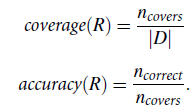 coverage(R) = n_covers / |D|
accuracy(R) = n_correct / n_covers.